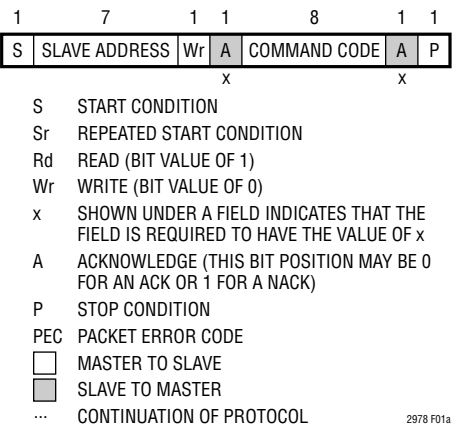 1 7 1 1 8 1 1
S SLAVE ADDRESS Wr A COMMAND CODE A P
x x
S START CONDITION
Sr REPEATED START CONDITION
Rd READ (BIT VALUE OF 1)
Wr WRITE (BIT VALUE OF 0)
x SHOWN UNDER A FIELD INDICATES THAT THE
FIELD IS REQUIRED TO HAVE THE VALUE OF x
A ACKNOWLEDGE (THIS BIT POSITION MAY BE 0
FOR AN ACK OR 1 FOR A NACK)
P STOP CONDITION
PEC PACKET ERROR CODE
MASTER TO SLAVE
SLAVE TO MASTER
... CONTINUATION OF PROTOCOL
2978 F01a